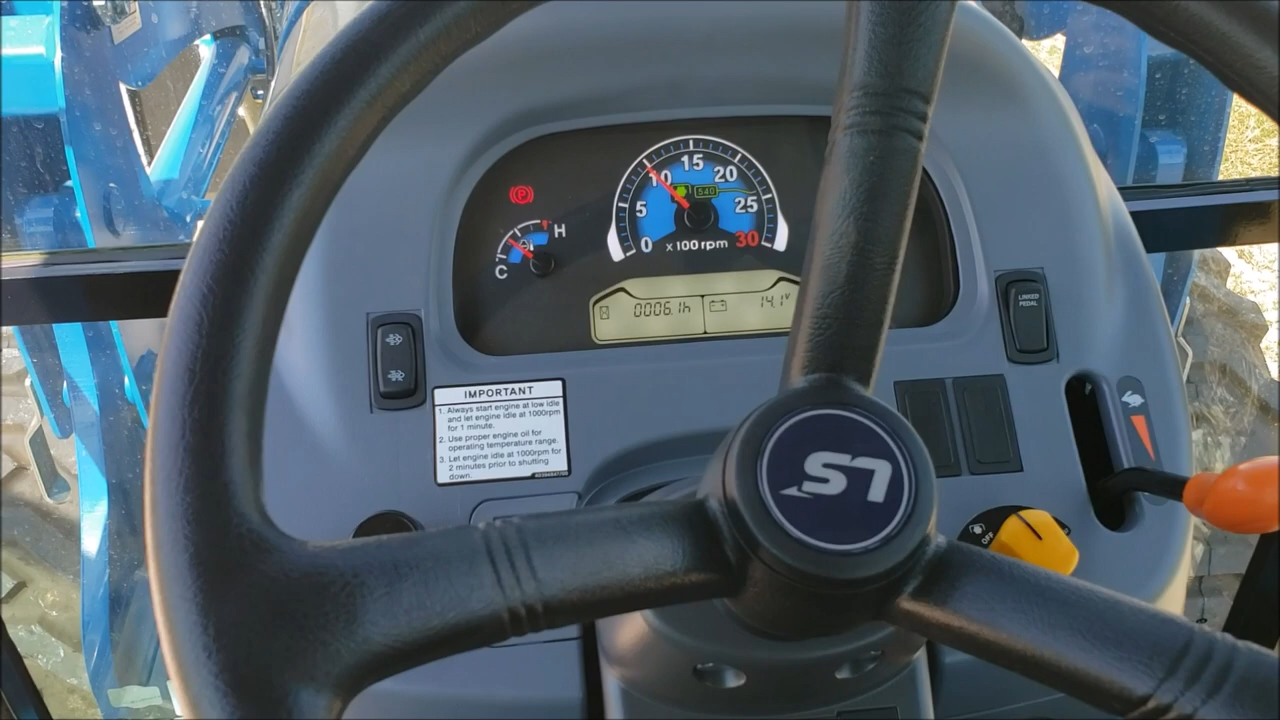 15
10
20
540
5
25
0
x100rpm
30
H
C
0006.1h
14.1V
LINKED
PEDAL
IMPORTANT
1. Always start engine at low idle
and let engine idle at 1000rpm
for 1 minute.
2. Use proper engine oil for
operating temperature range.
3. Let engine idle at 1000rpm for
2 minutes prior to shutting
down.
LS
OFF